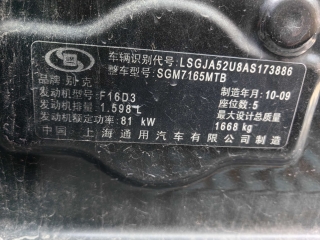 车辆识别代号: LSGJA52U8AS173886
整车型号: SGM7165MTB
品牌 别克
发动机型号: F16D3 制造年月: 10-09
发动机排量: 1.598 L 座位数: 5
发动机额定功率: 81 kW 最大设计总质量
1668 kg
中国 上海通用汽车有限公司制造